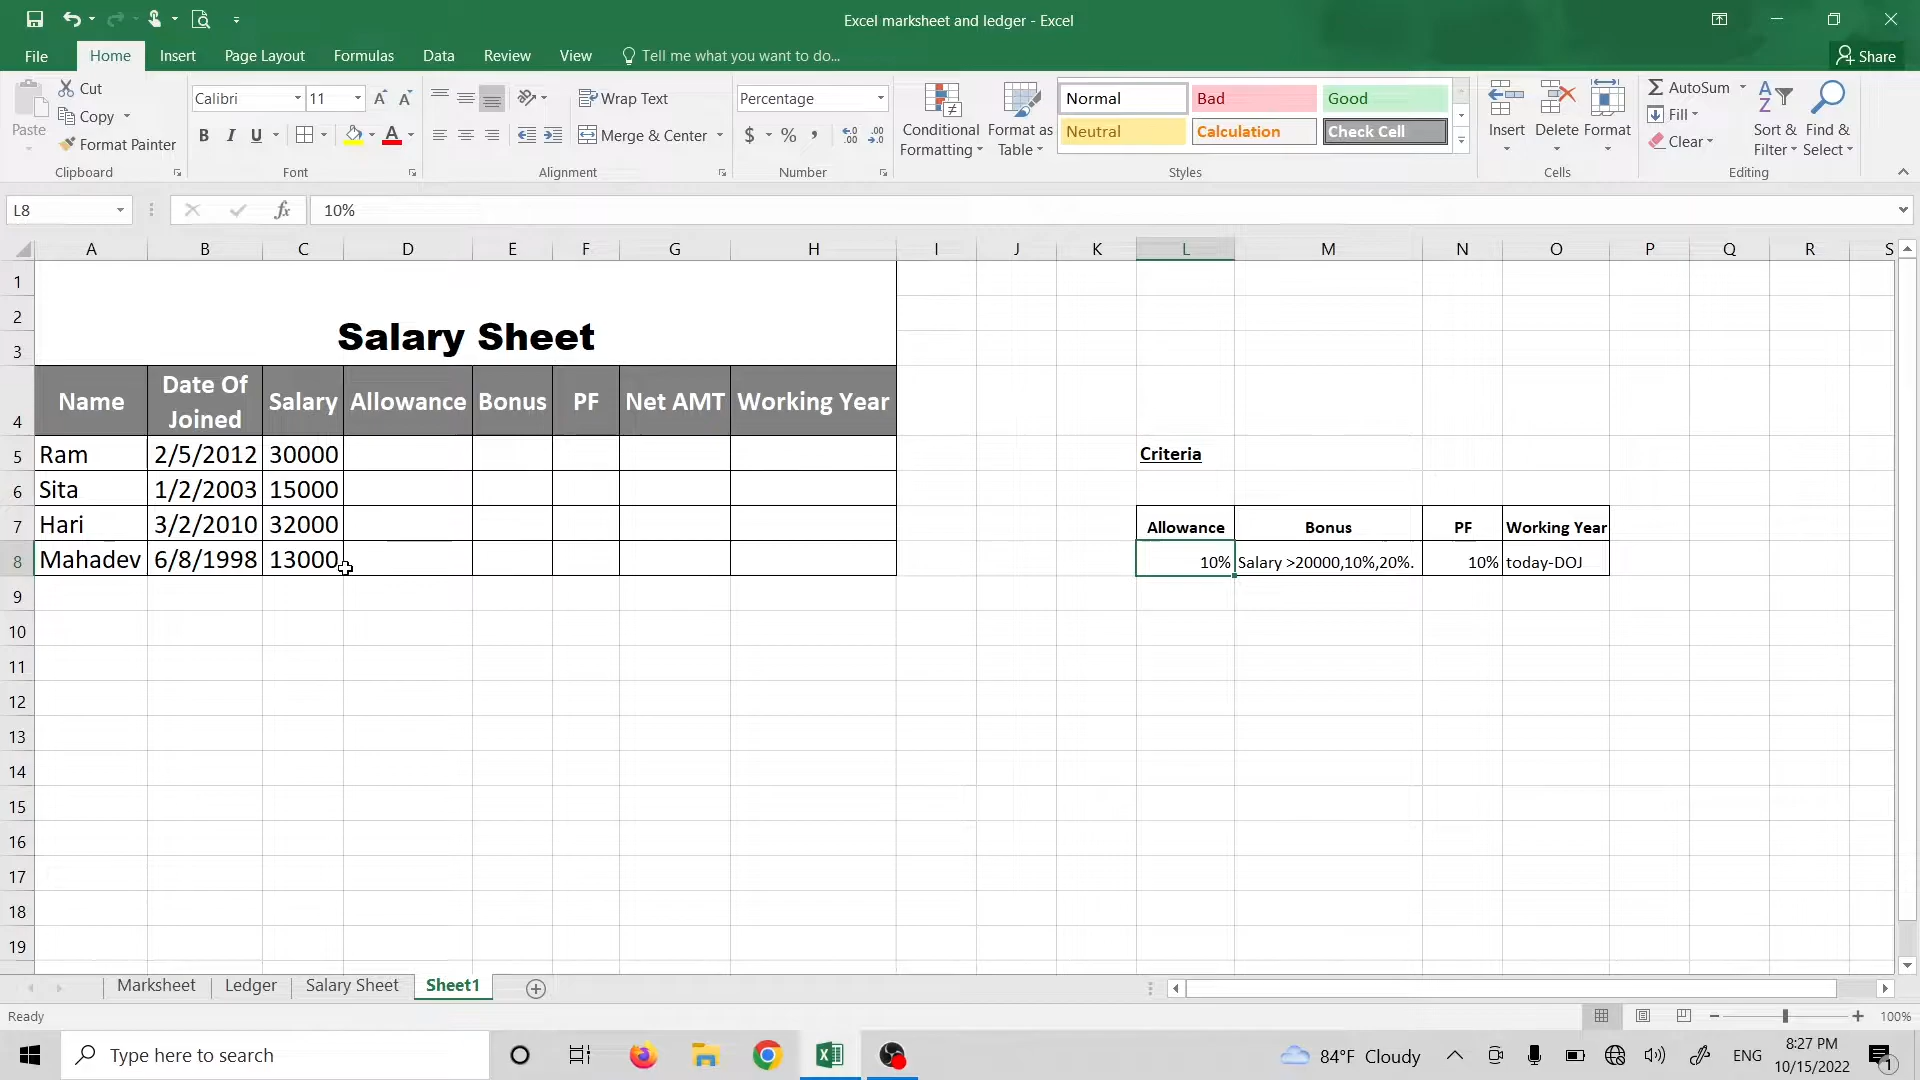 Excel marksheet and ledger - Excel
File Home Insert Page Layout Formulas Data Review View Tell me what you want to do... Share
Paste
Cut
Copy
Format Painter
Clipboard
Calibri 11
B I U
Font
Wrap Text
Merge & Center
Alignment
Percentage
$ % ,
Number
Conditional Formatting
Format as Table
Normal Bad Good
Neutral Calculation Check Cell
Styles
Insert Delete Format
Cells
AutoSum
Fill
Clear
Sort & Filter
Find & Select
Editing
L8 fx 10%
A B C D E F G H I J K L M N O P Q R S
1
2
3
Salary Sheet
4 Name Date Of Joined Salary Allowance Bonus PF Net AMT Working Year
5 Ram 2/5/2012 30000 Criteria
6 Sita 1/2/2003 15000
7 Hari 3/2/2010 32000 Allowance Bonus PF Working Year
8 Mahadev 6/8/1998 13000 10% Salary >20000,10%,20%. 10% today-DOJ
9
10
11
12
13
14
15
16
17
18
19
Marksheet Ledger Salary Sheet Sheet1
Ready 100%
Type here to search 84°F Cloudy ENG 8:27 PM
10/15/2022 1